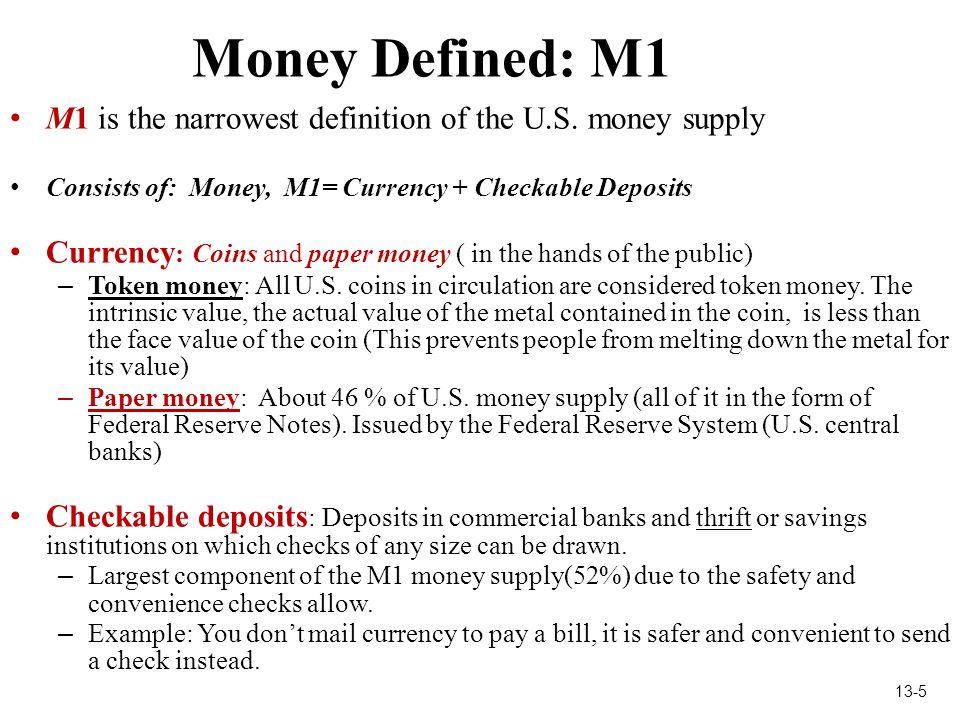 Money Defined: M1
• M1 is the narrowest definition of the U.S. money supply
• Consists of: Money, M1= Currency + Checkable Deposits
• Currency: Coins and paper money ( in the hands of the public)
– Token money: All U.S. coins in circulation are considered token money. The
intrinsic value, the actual value of the metal contained in the coin, is less than
the face value of the coin (This prevents people from melting down the metal for
its value)
– Paper money: About 46 % of U.S. money supply (all of it in the form of
Federal Reserve Notes). Issued by the Federal Reserve System (U.S. central
banks)
• Checkable deposits: Deposits in commercial banks and thrift or savings
institutions on which checks of any size can be drawn.
– Largest component of the M1 money supply(52%) due to the safety and
convenience checks allow.
– Example: You don’t mail currency to pay a bill, it is safer and convenient to send
a check instead.
13-5